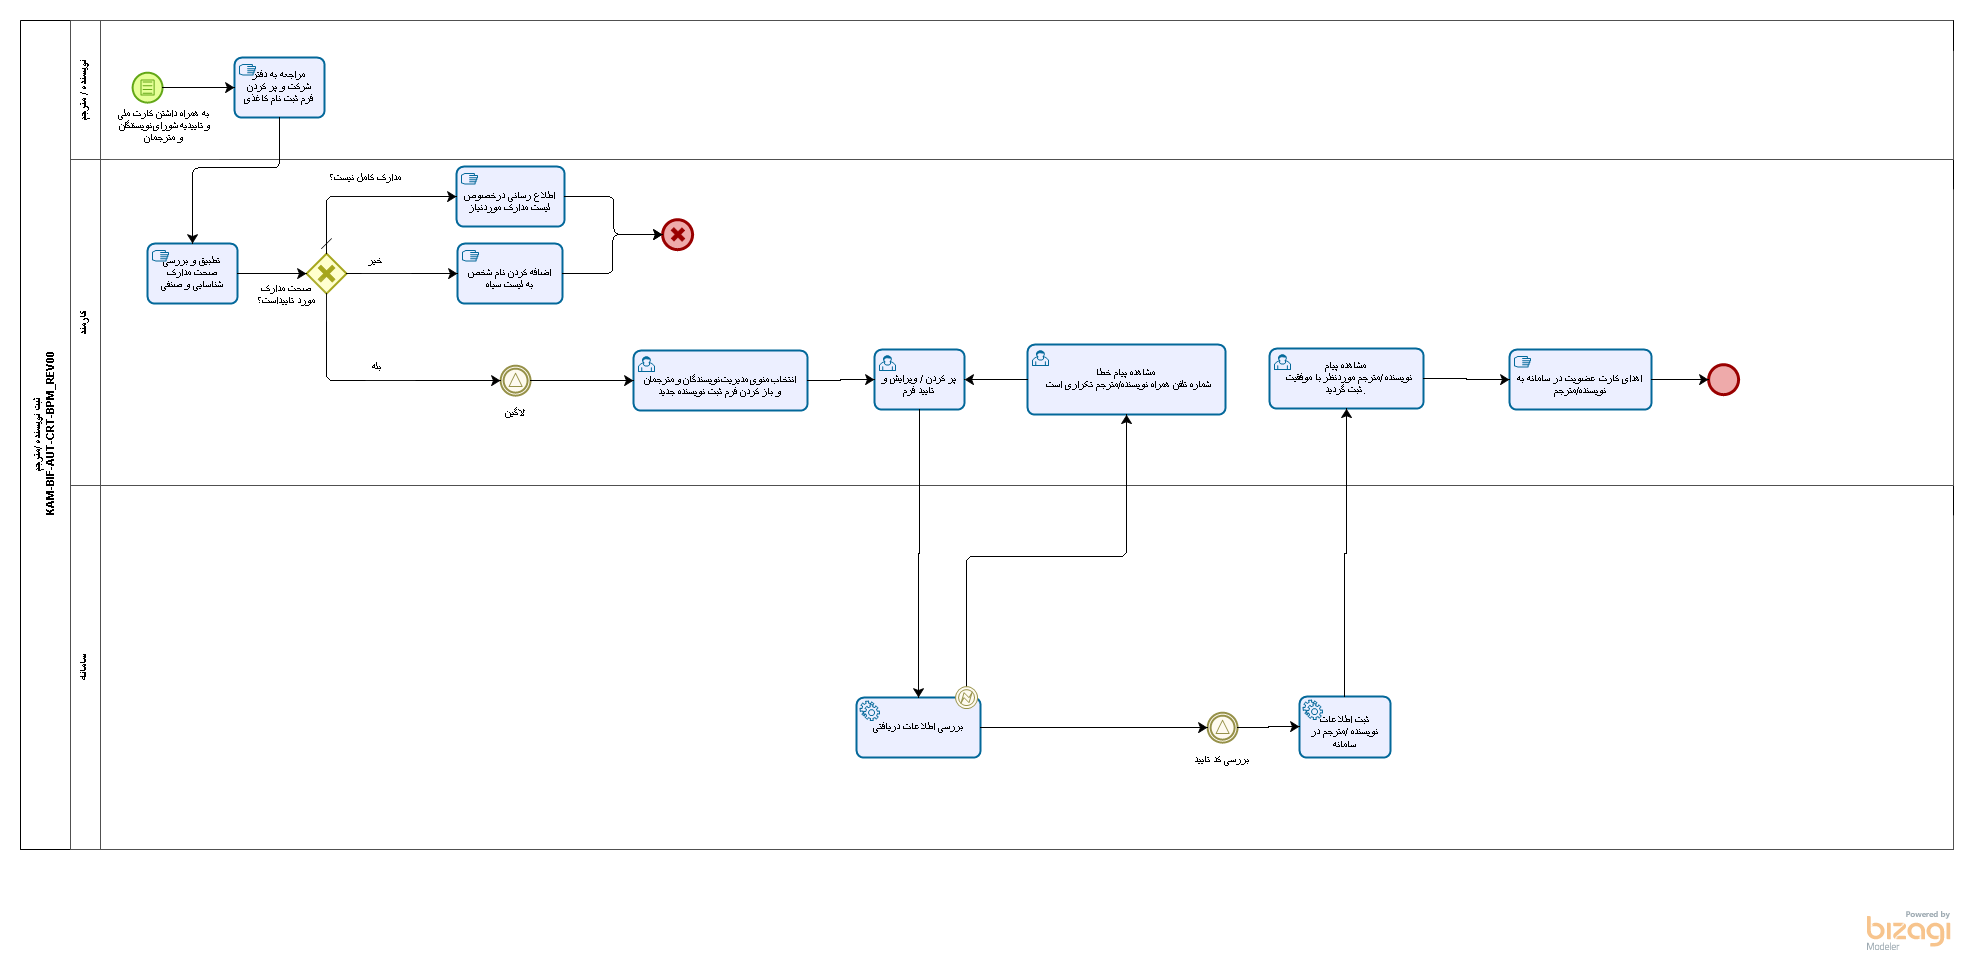 ثبت نویسنده /مترجم
KAM-BIF-AUT-CRT-BPM_REV00
نویسنده / مترجم
به همراه داشتن کارت ملی
و تاییدیه شورای نویسندگان
و مترجمان
مراجعه به دفتر
شرکت و پر کردن
فرم ثبت نام کاغذی
کارمند
تطبیق و بررسی
صحت مدارک
شناسایی و صنفی
صحت مدارک
مورد تاییداست؟
مدارک کامل نیست؟
اطلاع رسانی درخصوص
لیست مدارک موردنیاز
خیر
اضافه کردن نام شخص
به لیست سیاه
بله
لاگین
انتخاب منوی مدیریت نویسندگان و مترجمان
و باز کردن فرم ثبت نویسنده جدید
پر کردن / ویرایش و
تایید فرم
مشاهده پیام خطا
شماره تلفن همراه نویسنده/مترجم تکراری است
مشاهده پیام
نویسنده /مترجم موردنظر با موفقیت
ثبت گردید.
اهدای کارت عضویت در سامانه به
نویسنده/مترجم
سامانه
بررسی اطلاعات دریافتی
بررسی کد تایید
ثبت اطلاعات
نویسنده /مترجم در
سامانه
Powered by
bizagi
Modeler